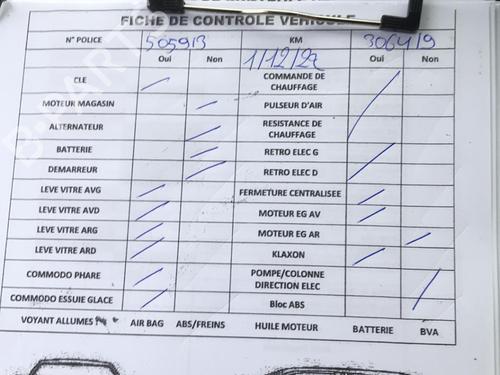 FICHE DE CONTROLE VEHICULE
N° POLICE 505913 KM 306419
Oui Non 1/12/22 Oui Non
CLE COMMANDE DE CHAUFFAGE
MOTEUR MAGASIN PULSEUR D'AIR
ALTERNATEUR RESISTANCE DE CHAUFFAGE
BATTERIE RETRO ELEC G
DEMARREUR RETRO ELEC D
LEVE VITRE AVG FERMETURE CENTRALISEE
LEVE VITRE AVD MOTEUR EG AV
LEVE VITRE ARG MOTEUR EG AR
LEVE VITRE ARD KLAXON
COMMODO PHARE POMPE/COLONNE DIRECTION ELEC
COMMODO ESSUIE GLACE Bloc ABS
VOYANT ALLUMES AIR BAG ABS/FREINS HUILE MOTEUR BATTERIE BVA